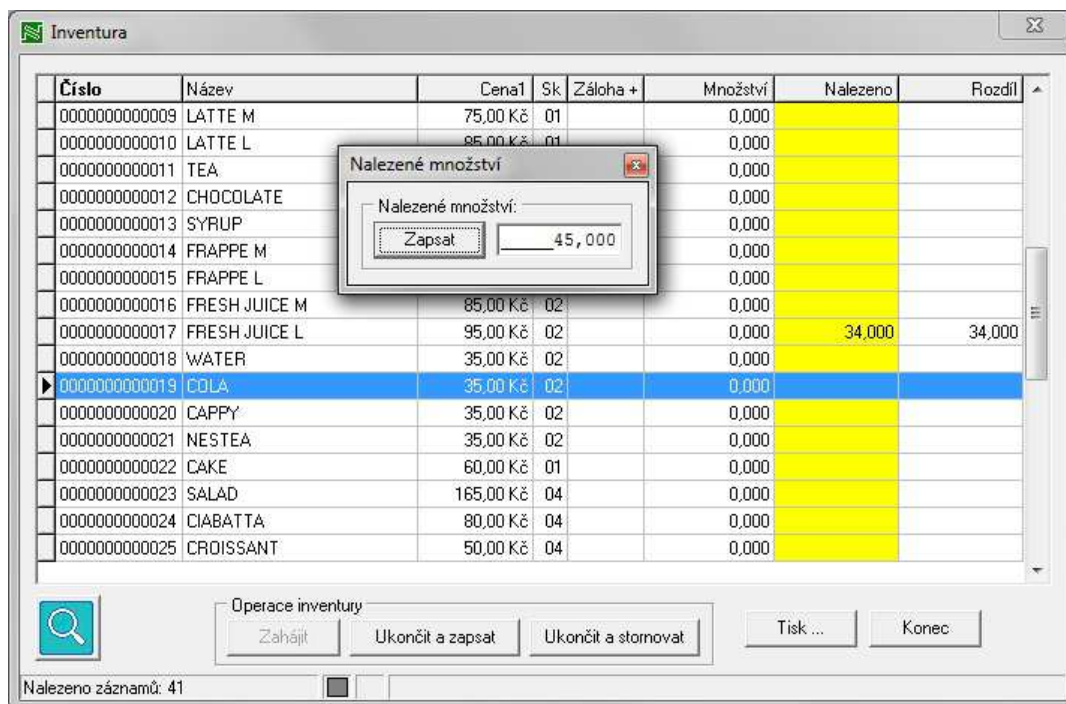 Inventura
Číslo Název Cena1 Sk Záloha + Množství Nalezeno Rozdíl
0000000000009 LATTE M 75,00 Kč 01 0,000
0000000000010 LATTE L 85,00 Kč 01 0,000
0000000000011 TEA 0,000
0000000000012 CHOCOLATE 0,000
0000000000013 SYRUP 0,000
0000000000014 FRAPPE M 0,000
0000000000015 FRAPPE L 0,000
0000000000016 FRESH JUICE M 85,00 Kč 02 0,000
0000000000017 FRESH JUICE L 95,00 Kč 02 0,000 34,000 34,000
0000000000018 WATER 35,00 Kč 02 0,000
0000000000019 COLA 35,00 Kč 02 0,000
0000000000020 CAPPY 35,00 Kč 02 0,000
0000000000021 NESTEA 35,00 Kč 02 0,000
0000000000022 CAKE 60,00 Kč 01 0,000
0000000000023 SALAD 165,00 Kč 04 0,000
0000000000024 CIABATTA 80,00 Kč 04 0,000
0000000000025 CROISSANT 50,00 Kč 04 0,000
Nalezené množství
Nalezené množství:
Zapsat _____45,000
Operace inventury
Zahájit Ukončit a zapsat Ukončit a stornovat Tisk ... Konec
Nalezeno záznamů: 41